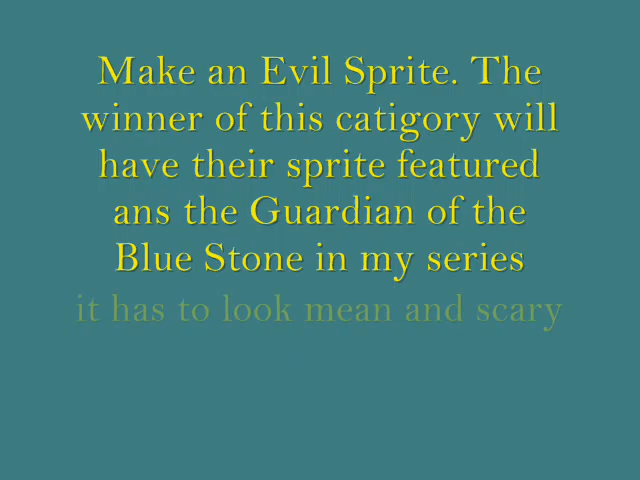 Make an Evil Sprite. The
winner of this catigory will
have their sprite featured
ans the Guardian of the
Blue Stone in my series
it has to look mean and scary